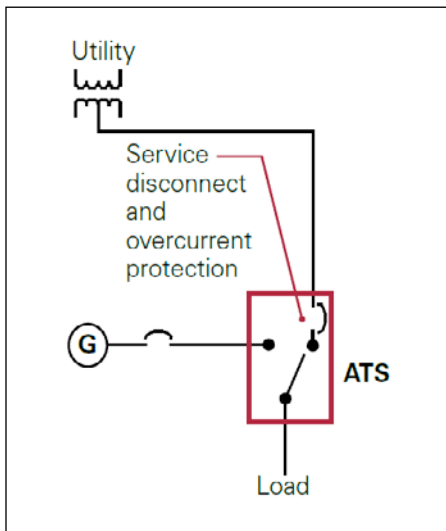 Utility
Service
disconnect
and
overcurrent
protection
G
ATS
Load